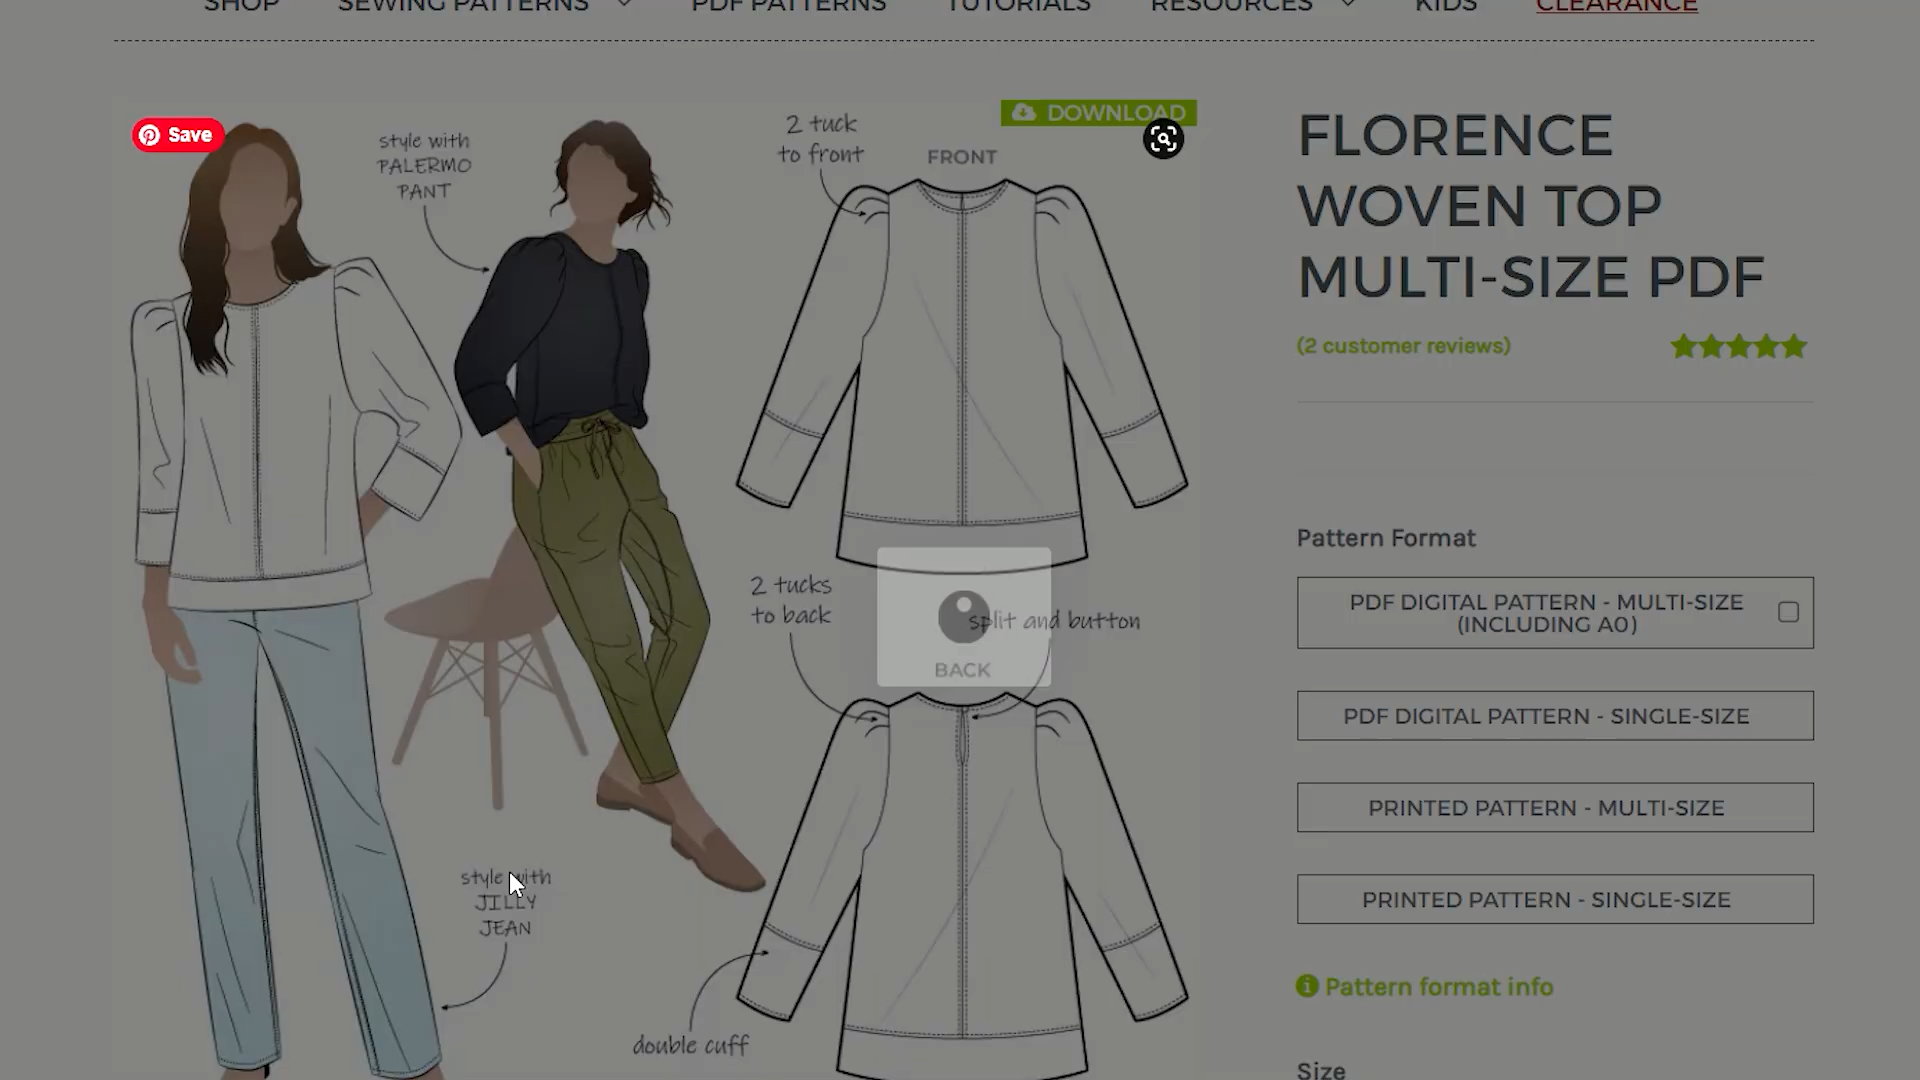 SHOP SEWING PATTERNS PDF PATTERNS TUTORIALS RESOURCES KIDS CLEARANCE
Save
style with
PALERMO
PANT
2 tuck
to front
DOWNLOAD
FRONT
FLORENCE
WOVEN TOP
MULTI-SIZE PDF
(2 customer reviews)
Pattern Format
PDF DIGITAL PATTERN - MULTI-SIZE
(INCLUDING A0)
PDF DIGITAL PATTERN - SINGLE-SIZE
PRINTED PATTERN - MULTI-SIZE
PRINTED PATTERN - SINGLE-SIZE
Pattern format info
Size
2 tucks
to back
split and button
BACK
style with
JILLY
JEAN
double cuff